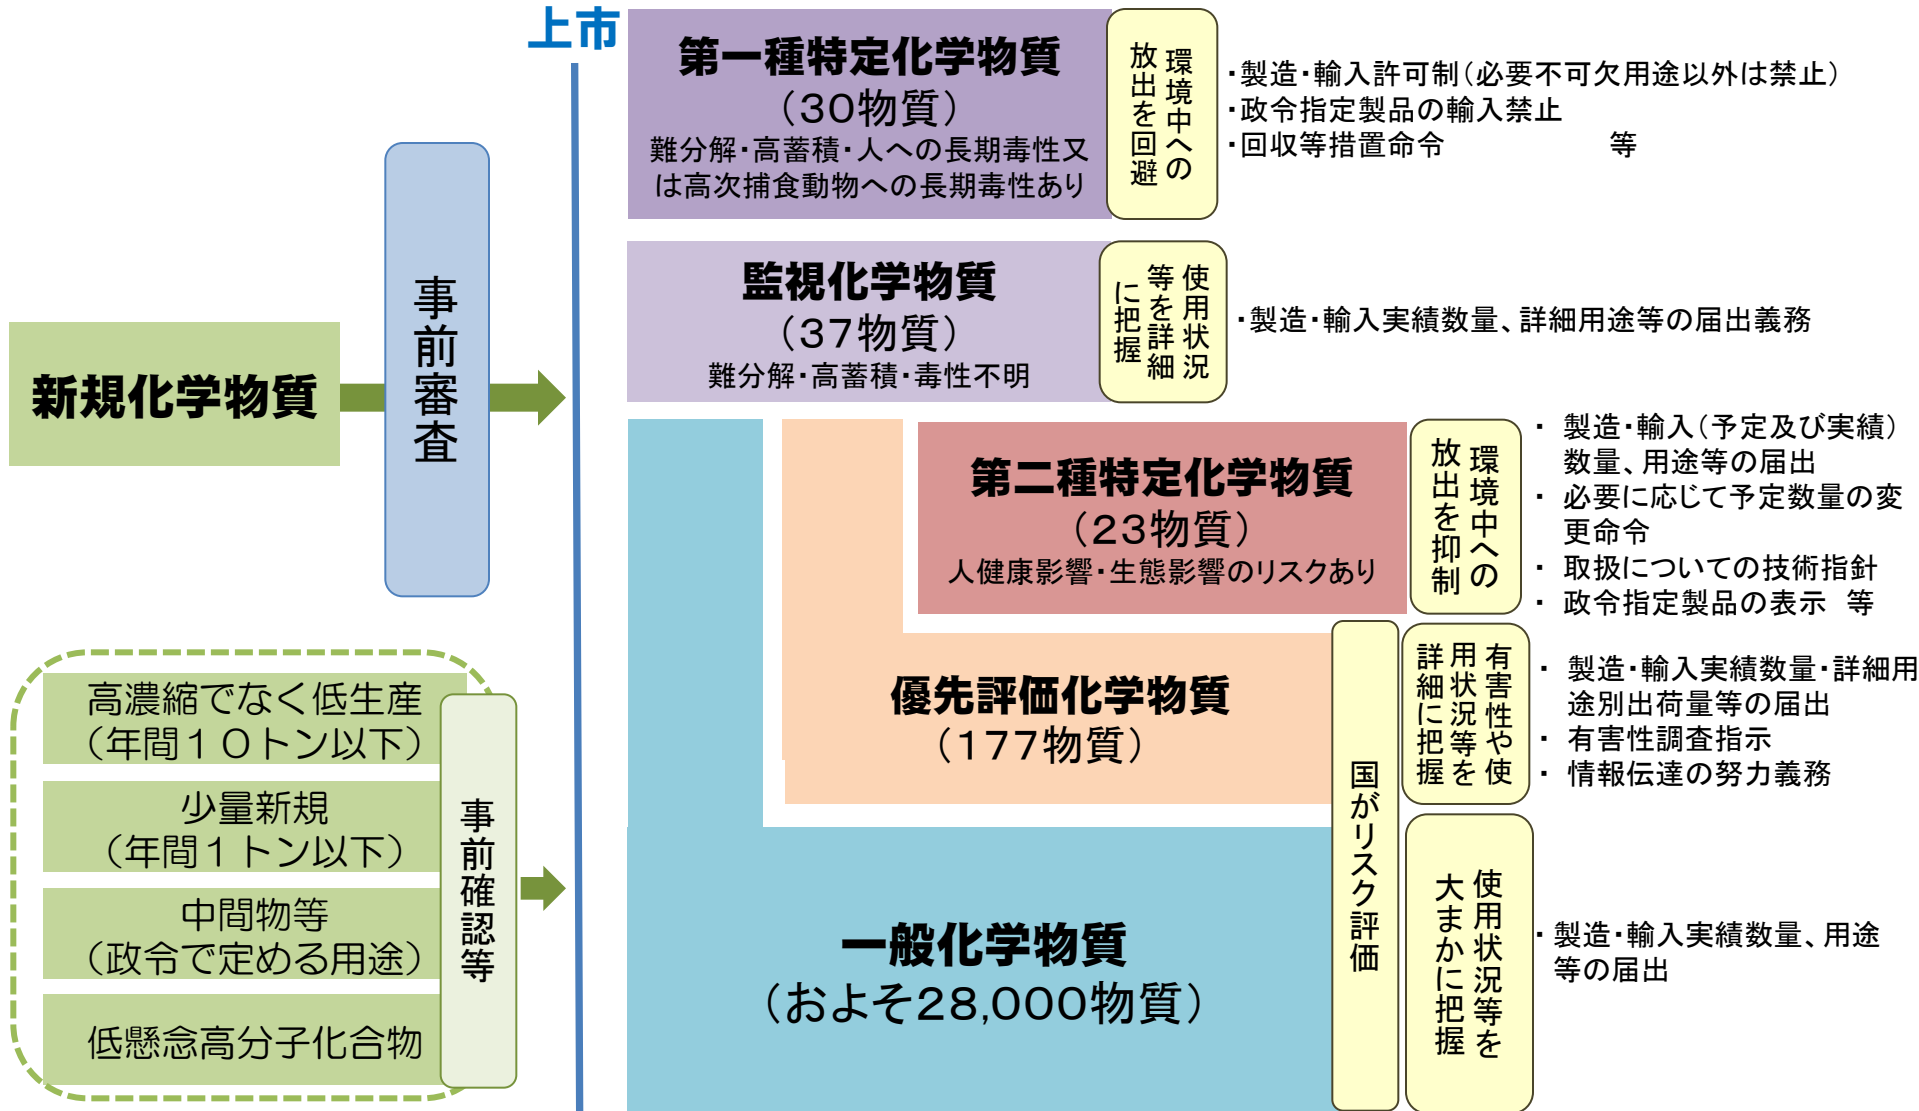 上市
新規化学物質
事前審査
高濃縮でなく低生産
（年間１０トン以下）
少量新規
（年間１トン以下）
中間物等
（政令で定める用途）
低懸念高分子化合物
事前確認等
第一種特定化学物質
（30物質）
難分解・高蓄積・人への長期毒性又
は高次捕食動物への長期毒性あり
環境中への
放出を回避
・製造・輸入許可制（必要不可欠用途以外は禁止）
・政令指定製品の輸入禁止
・回収等措置命令　　　　　　等
監視化学物質
（37物質）
難分解・高蓄積・毒性不明
使用状況
等を詳細
に把握
・製造・輸入実績数量、詳細用途等の届出義務
第二種特定化学物質
（23物質）
人健康影響・生態影響のリスクあり
環境中への
放出を抑制
・ 製造・輸入（予定及び実績）
数量、用途等の届出
・ 必要に応じて予定数量の変
更命令
・ 取扱についての技術指針
・ 政令指定製品の表示　等
優先評価化学物質
（177物質）
国がリスク評価
有害性や使
用状況等を
詳細に把握
・ 製造・輸入実績数量・詳細用
途別出荷量等の届出
・ 有害性調査指示
・ 情報伝達の努力義務
一般化学物質
（およそ28,000物質）
使用状況等を
大まかに把握
・製造・輸入実績数量、用途
等の届出